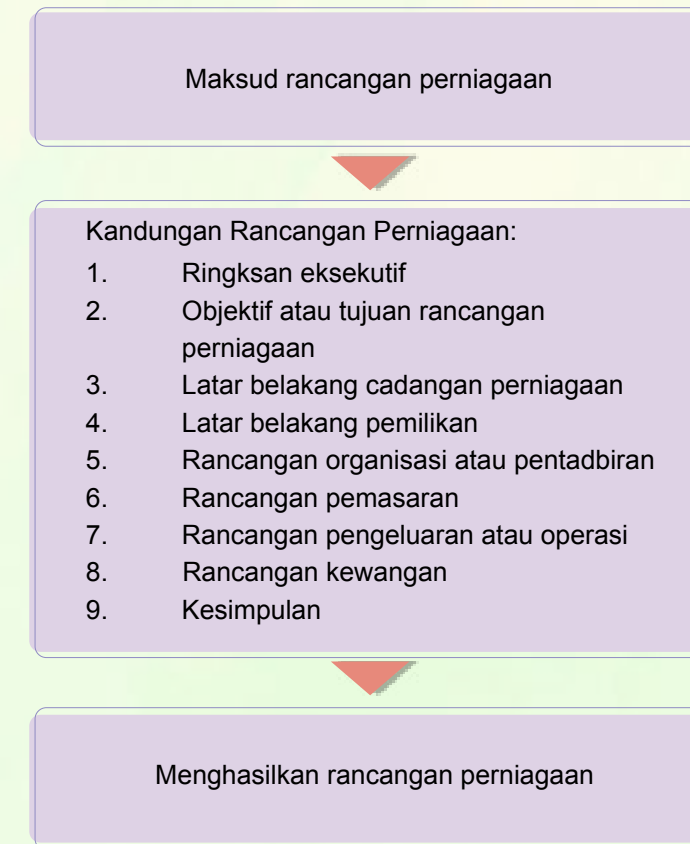 Maksud rancangan perniagaan
Kandungan Rancangan Perniagaan:
1. Ringksan eksekutif
2. Objektif atau tujuan rancangan
perniagaan
3. Latar belakang cadangan perniagaan
4. Latar belakang pemilikan
5. Rancangan organisasi atau pentadbiran
6. Rancangan pemasaran
7. Rancangan pengeluaran atau operasi
8. Rancangan kewangan
9. Kesimpulan
Menghasilkan rancangan perniagaan